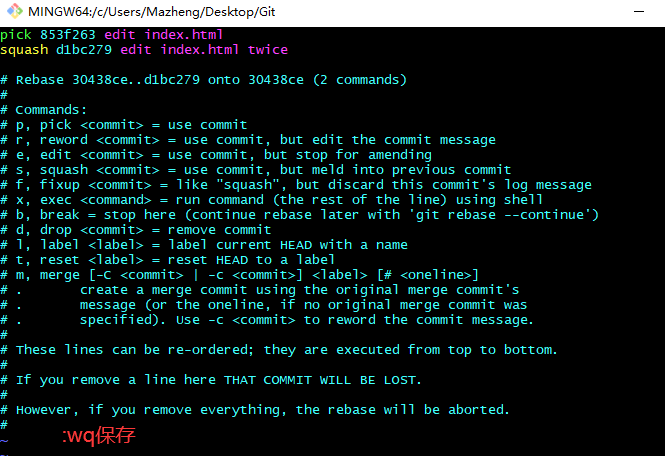 MINGW64:/c/Users/Mazheng/Desktop/Git
pick 853f263 edit index.html
squash d1bc279 edit index.html twice
# Rebase 30438ce..d1bc279 onto 30438ce (2 commands)
#
# Commands:
# p, pick <commit> = use commit
# r, reword <commit> = use commit, but edit the commit message
# e, edit <commit> = use commit, but stop for amending
# s, squash <commit> = use commit, but meld into previous commit
# f, fixup <commit> = like "squash", but discard this commit's log message
# x, exec <command> = run command (the rest of the line) using shell
# b, break = stop here (continue rebase later with 'git rebase --continue')
# d, drop <commit> = remove commit
# l, label <label> = label current HEAD with a name
# t, reset <label> = reset HEAD to a label
# m, merge [-C <commit> | -c <commit>] <label> [# <oneline>]
# .       create a merge commit using the original merge commit's
# .       message (or the oneline, if no original merge commit was
# .       specified). Use -c <commit> to reword the commit message.
#
# These lines can be re-ordered; they are executed from top to bottom.
#
# If you remove a line here THAT COMMIT WILL BE LOST.
#
# However, if you remove everything, the rebase will be aborted.
#
~ :wq保存
~